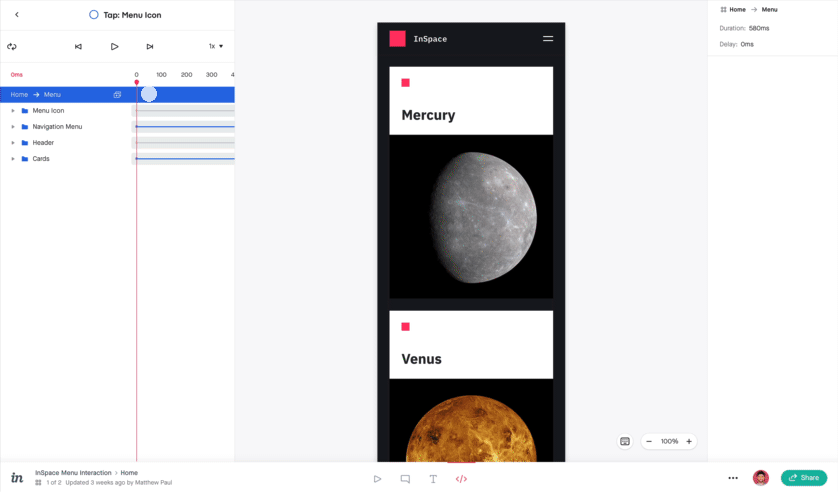 Tap: Menu Icon
Home → Menu
Duration: 580ms
Delay: 0ms
1x
0ms
0 100 200 300 4
Home → Menu
Menu Icon
Navigation Menu
Header
Cards
InSpace
Mercury
Venus
100%
in
InSpace Menu Interaction > Home
1 of 2 Updated 3 weeks ago by Matthew Paul
T
</>
Share